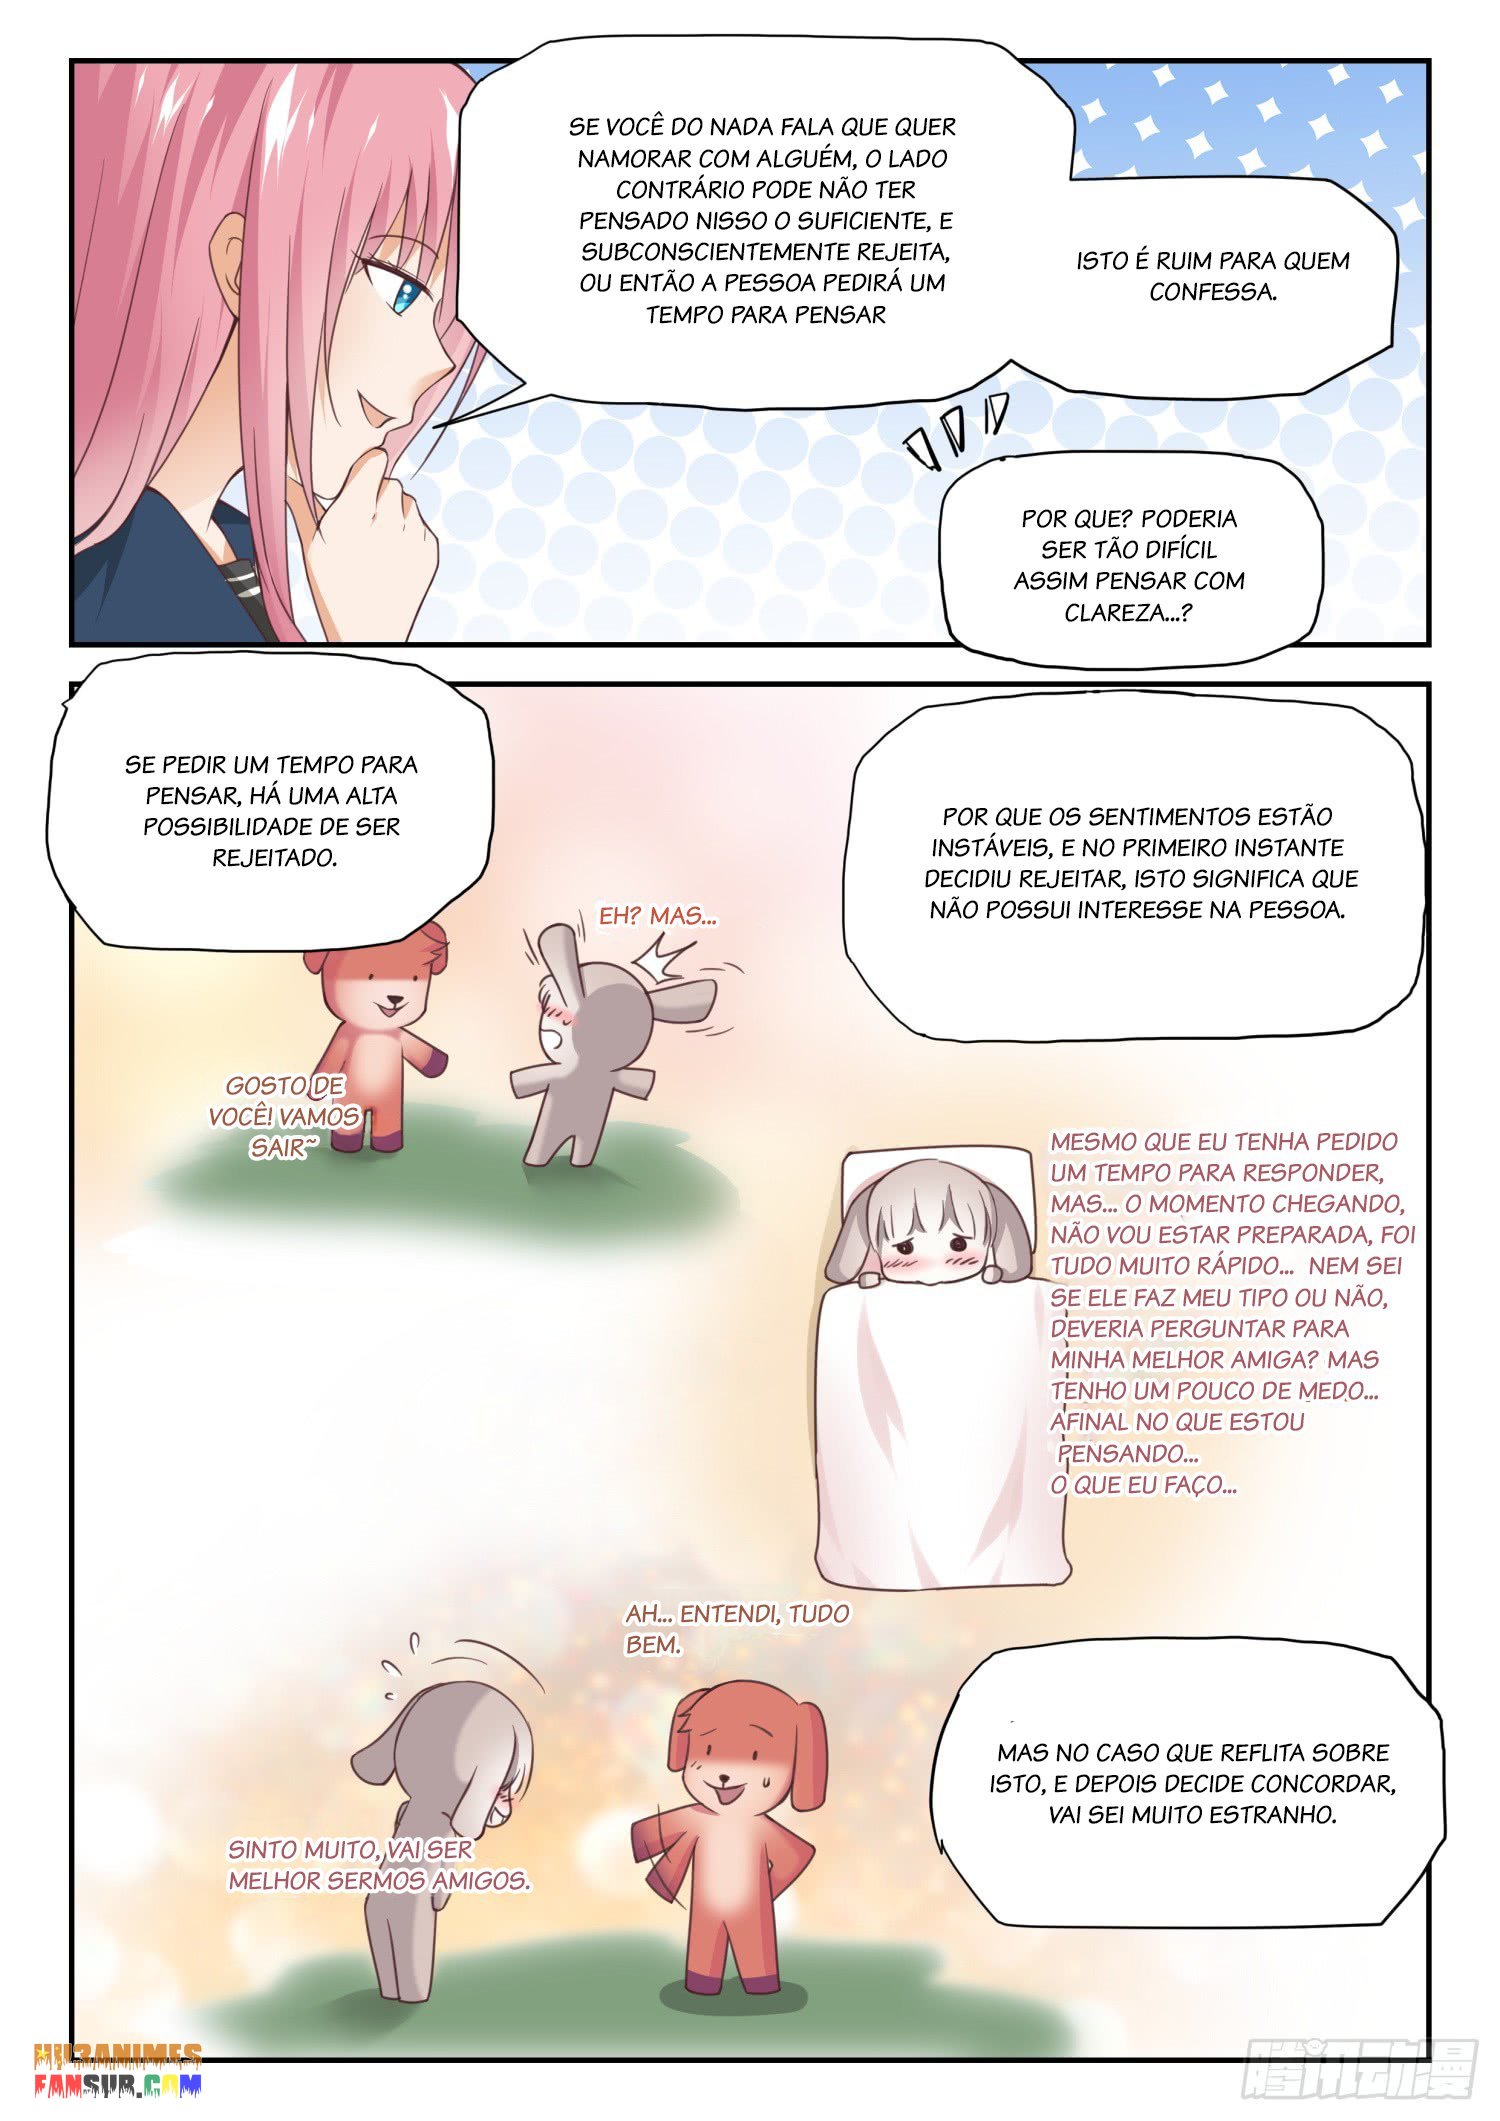 SE VOCÊ DO NADA FALA QUE QUER
NAMORAR COM ALGUÉM, O LADO
CONTRÁRIO PODE NÃO TER
PENSADO NISSO O SUFICIENTE, E
SUBCONSCIENTEMENTE REJEITA,
OU ENTÃO A PESSOA PEDIRÁ UM
TEMPO PARA PENSAR
ISTO É RUIM PARA QUEM
CONFESSA.
POR QUE? PODERIA
SER TÃO DIFÍCIL
ASSIM PENSAR COM
CLAREZA...?
SE PEDIR UM TEMPO PARA
PENSAR, HÁ UMA ALTA
POSSIBILIDADE DE SER
REJEITADO.
POR QUE OS SENTIMENTOS ESTÃO
INSTÁVEIS, E NO PRIMEIRO INSTANTE
DECIDIU REJEITAR, ISTO SIGNIFICA QUE
NÃO POSSUI INTERESSE NA PESSOA.
EH? MAS...
GOSTO DE
VOCÊ! VAMOS
SAIR~
MESMO QUE EU TENHA PEDIDO
UM TEMPO PARA RESPONDER,
MAS... O MOMENTO CHEGANDO,
NÃO VOU ESTAR PREPARADA, FOI
TUDO MUITO RÁPIDO... NEM SEI
SE ELE FAZ MEU TIPO OU NÃO,
DEVERIA PERGUNTAR PARA
MINHA MELHOR AMIGA? MAS
TENHO UM POUCO DE MEDO...
AFINAL NO QUE ESTOU
PENSANDO...
O QUE EU FAÇO...
AH... ENTENDI, TUDO
BEM.
MAS NO CASO QUE REFLITA SOBRE
ISTO, E DEPOIS DECIDE CONCORDAR,
VAI SEI MUITO ESTRANHO.
SINTO MUITO, VAI SER
MELHOR SERMOS AMIGOS.
HU3ANIMES
FANSUB.COM
腾讯动漫